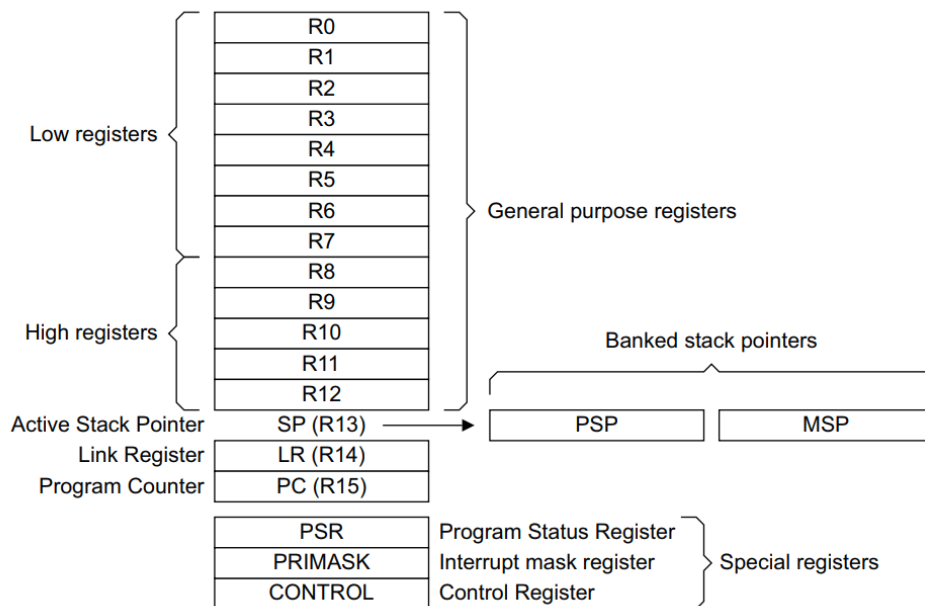 R0
R1
R2
R3
Low registers
R4
R5
R6
General purpose registers
R7
R8
R9
High registers
R10
Banked stack pointers
R11
R12
Active Stack Pointer SP (R13) PSP MSP
Link Register LR (R14)
Program Counter PC (R15)
PSR Program Status Register
PRIMASK Interrupt mask register Special registers
CONTROL Control Register